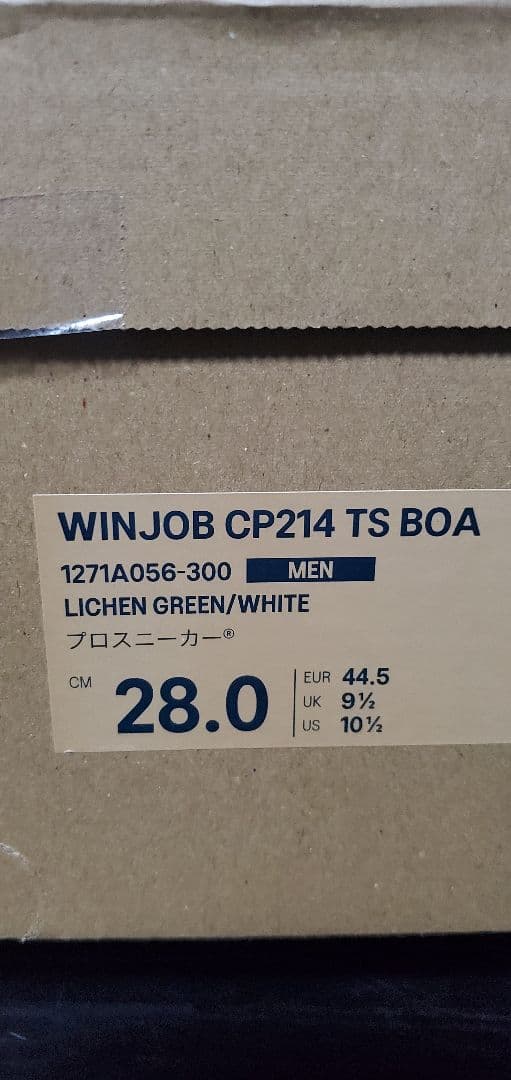 WINJOB CP214 TS BOA
1271A056-300 MEN
LICHEN GREEN/WHITE
プロスニーカー®
CM 28.0
EUR 44.5
UK 9½
US 10½